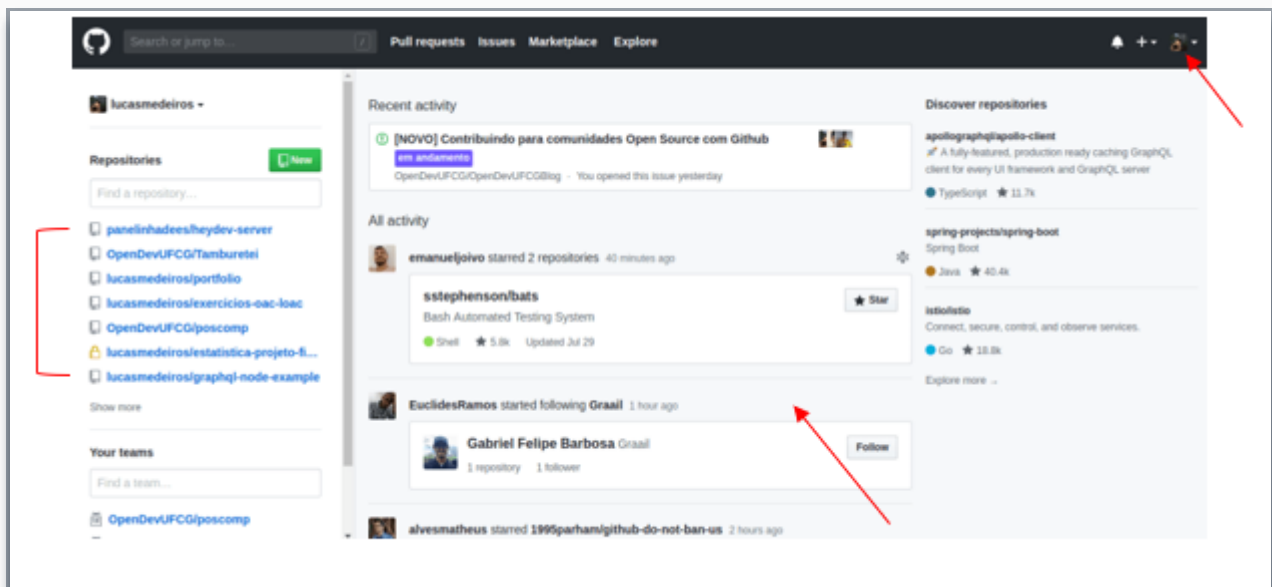 Search or jump to...
/
Pull requests Issues Marketplace Explore
lucasmedeiros
Repositories
New
Find a repository...
panelinhadees/heydev-server
OpenDevUFCG/Tamburetei
lucasmedeiros/portfolio
lucasmedeiros/exercicios-oac-loac
OpenDevUFCG/poscomp
lucasmedeiros/estatistica-projeto-fi...
lucasmedeiros/graphql-node-example
Show more
Your teams
Find a team...
OpenDevUFCG/poscomp
Recent activity
[NOVO] Contribuindo para comunidades Open Source com Github
em andamento
OpenDevUFCG/OpenDevUFCGBlog · You opened this issue yesterday
All activity
emanueljoivo starred 2 repositories 40 minutes ago
sstephenson/bats
Star
Bash Automated Testing System
Shell 5.8k Updated Jul 29
EuclidesRamos started following Graail 1 hour ago
Gabriel Felipe Barbosa Graail
Follow
1 repository 1 follower
alvesmatheus starred 1995parham/github-do-not-ban-us 2 hours ago
Discover repositories
apollographql/apollo-client
A fully-featured, production ready caching GraphQL
client for every UI framework and GraphQL server
TypeScript 11.7k
spring-projects/spring-boot
Spring Boot
Java 40.4k
istio/istio
Connect, secure, control, and observe services.
Go 18.8k
Explore more →